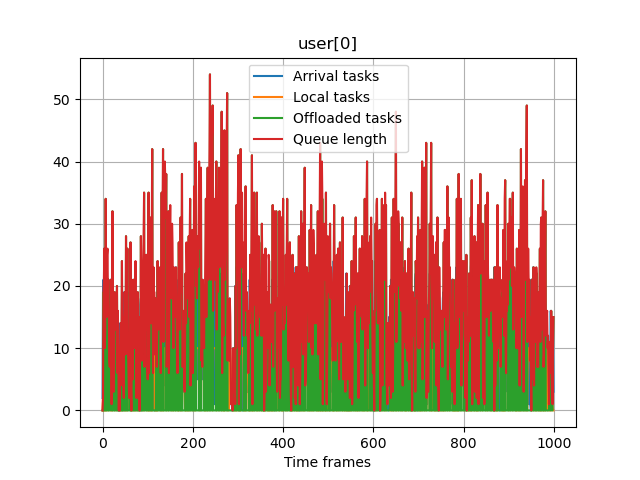 user[0]
Arrival tasks
Local tasks
Offloaded tasks
Queue length
50
40
30
20
10
0
0 200 400 600 800 1000
Time frames